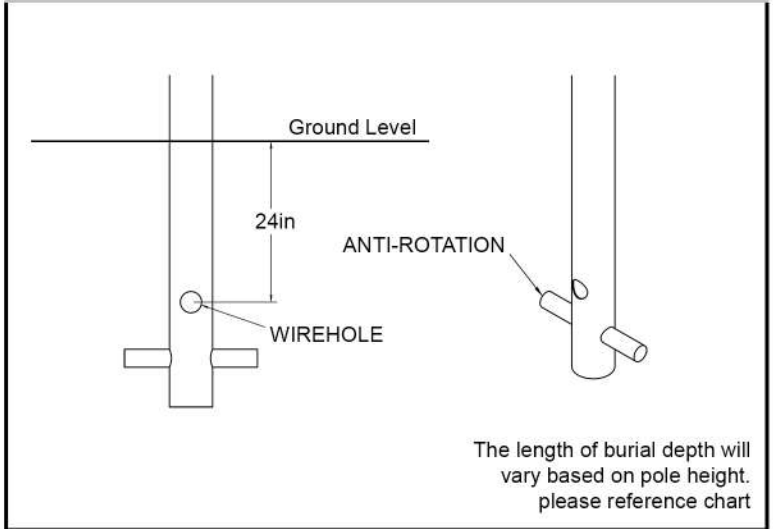 Ground Level
24in
ANTI-ROTATION
WIREHOLE
The length of burial depth will
vary based on pole height.
please reference chart